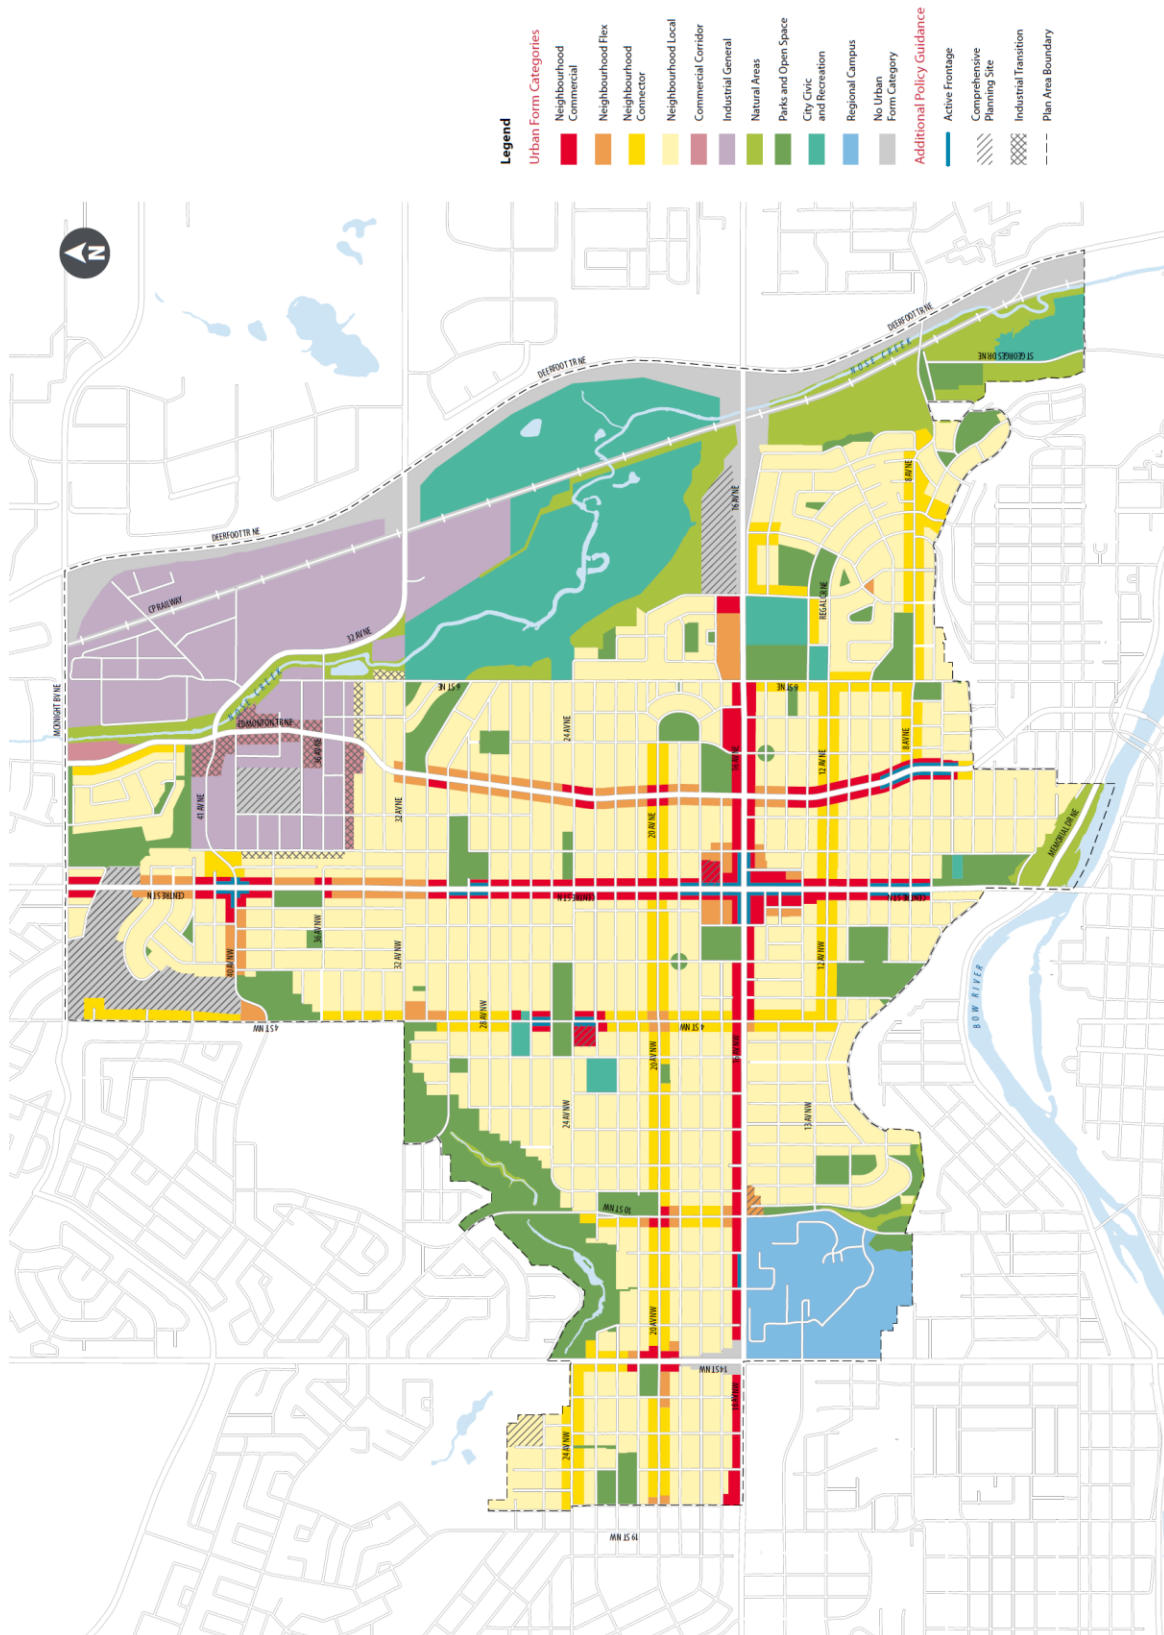 Legend
Urban Form Categories
Neighbourhood
Commercial
Neighbourhood Flex
Neighbourhood
Connector
Neighbourhood Local
Commercial Corridor
Industrial General
Natural Areas
Parks and Open Space
City Civic
and Recreation
Regional Campus
No Urban
Form Category
Additional Policy Guidance
Active Frontage
Comprehensive
Planning Site
Industrial Transition
Plan Area Boundary
N
MCKNIGHT BV NE
DEERFOOT TR NE
DEERFOOT TR NE
DEERFOOT TR NE
CP RAILWAY
32 AV NE
NOSE CREEK
NOSE CREEK
EDMONTON TR NE
36 AV NE
41 AV NE
32 AV NE
6 ST NE
6 ST NE
24 AV NE
20 AV NE
16 AV NE
16 AV NE
12 AV NE
8 AV NE
8 AV NE
REGAL CR NE
ST GEORGES DR NE
MEMORIAL DR NE
CENTRE ST N
CENTRE ST N
CENTRE ST N
40 AV NW
36 AV NW
32 AV NW
28 AV NW
24 AV NW
24 AV NW
20 AV NW
20 AV NW
16 AV NW
16 AV NW
13 AV NW
12 AV NW
4 ST NW
4 ST NW
10 ST NW
14 ST NW
19 ST NW
BOW RIVER